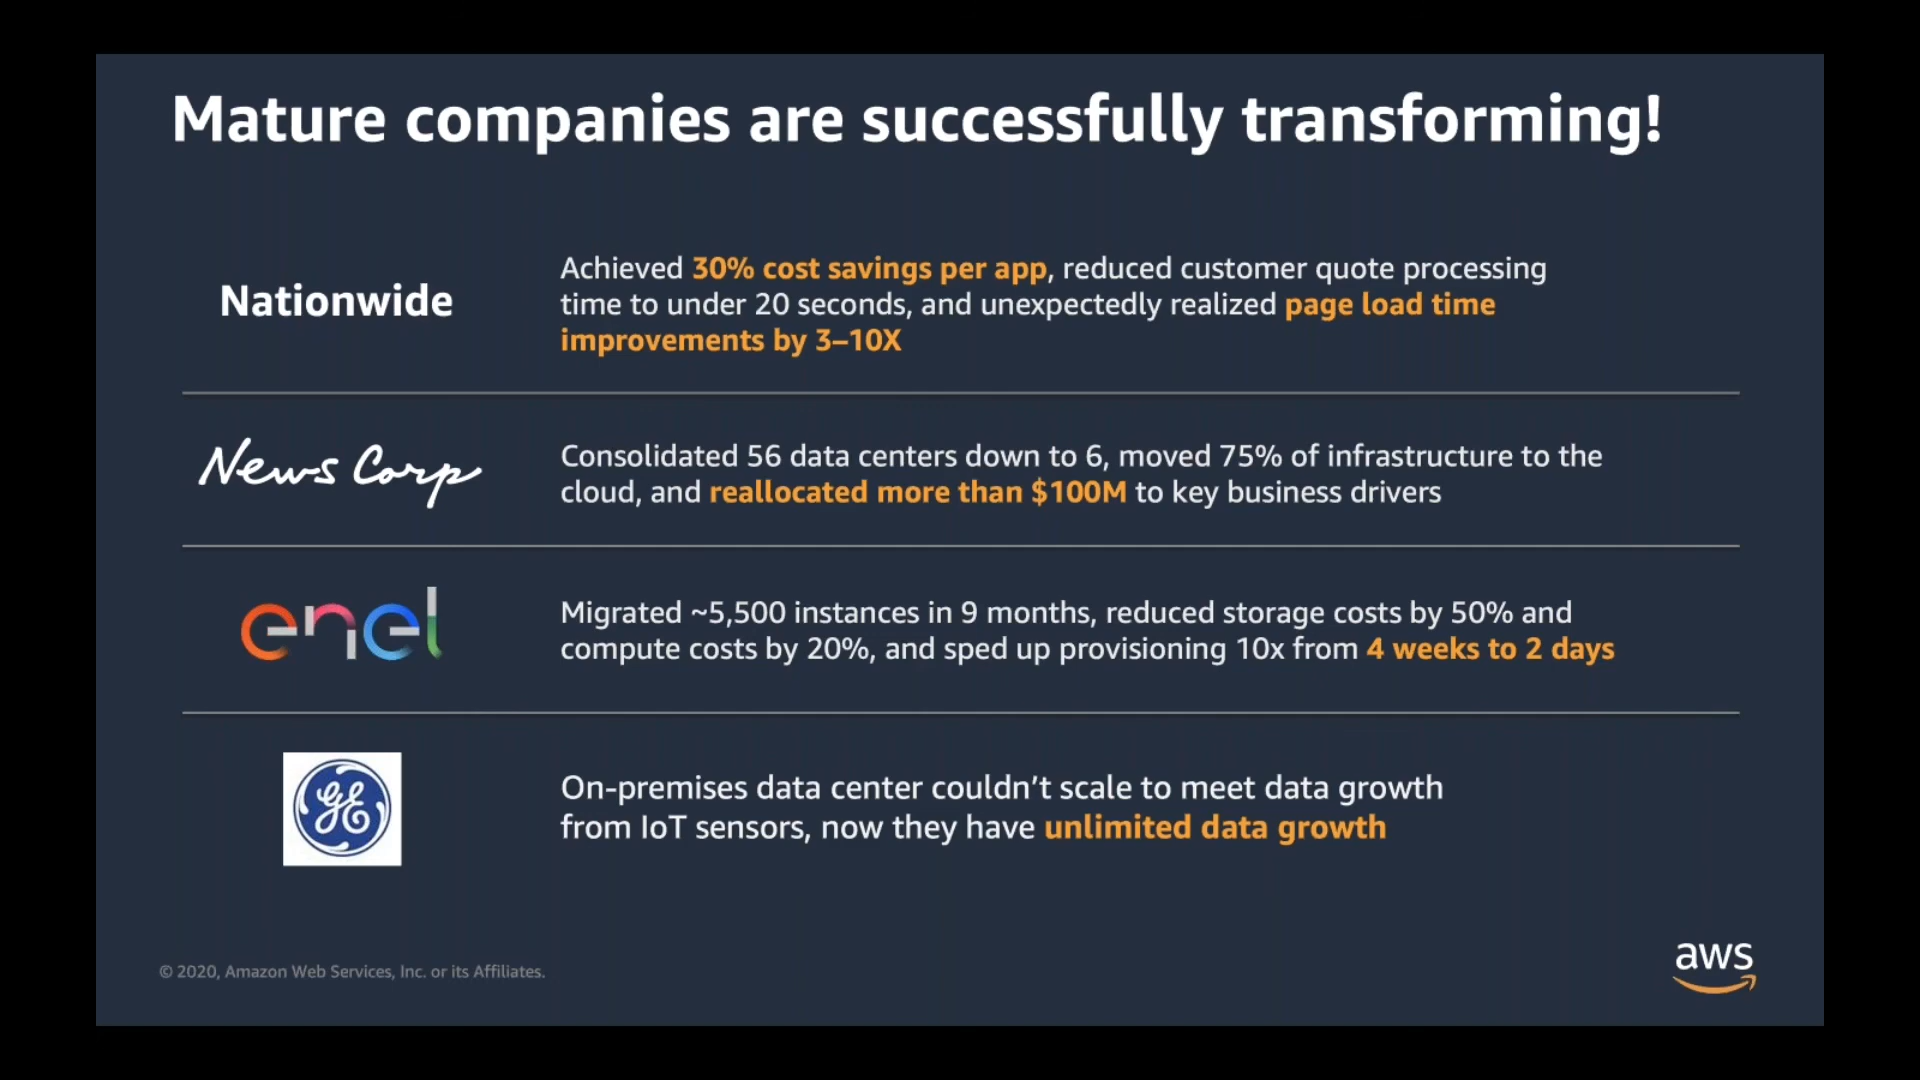 Mature companies are successfully transforming!
Nationwide
Achieved 30% cost savings per app, reduced customer quote processing
time to under 20 seconds, and unexpectedly realized page load time
improvements by 3–10X
News Corp
Consolidated 56 data centers down to 6, moved 75% of infrastructure to the
cloud, and reallocated more than $100M to key business drivers
enel
Migrated ~5,500 instances in 9 months, reduced storage costs by 50% and
compute costs by 20%, and sped up provisioning 10x from 4 weeks to 2 days
GE
On-premises data center couldn’t scale to meet data growth
from IoT sensors, now they have unlimited data growth
© 2020, Amazon Web Services, Inc. or its Affiliates.
aws